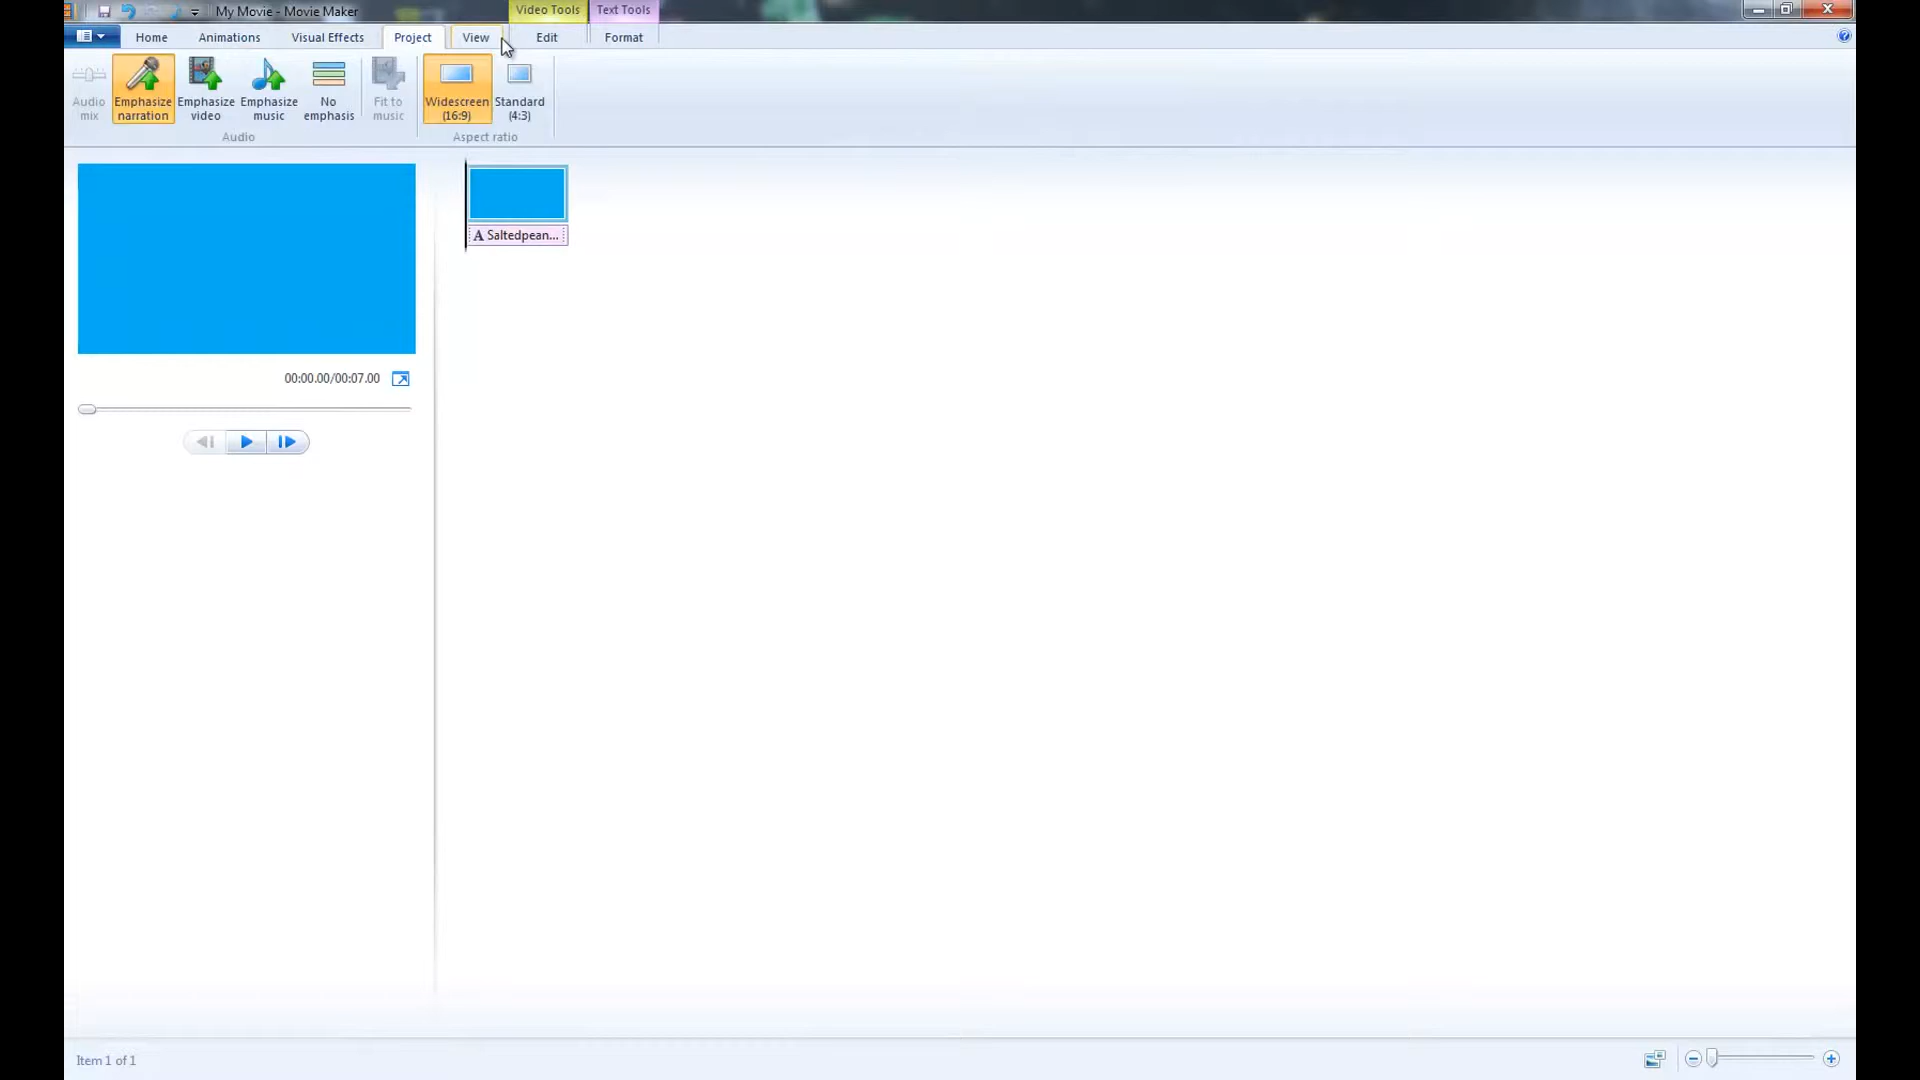 My Movie - Movie Maker
Video Tools
Text Tools
Home
Animations
Visual Effects
Project
View
Edit
Format
Audio
mix
Emphasize
narration
Emphasize
video
Emphasize
music
No
emphasis
Fit to
music
Widescreen
(16:9)
Standard
(4:3)
Audio
Aspect ratio
A Saltedpean...
00:00.00/00:07.00
Item 1 of 1